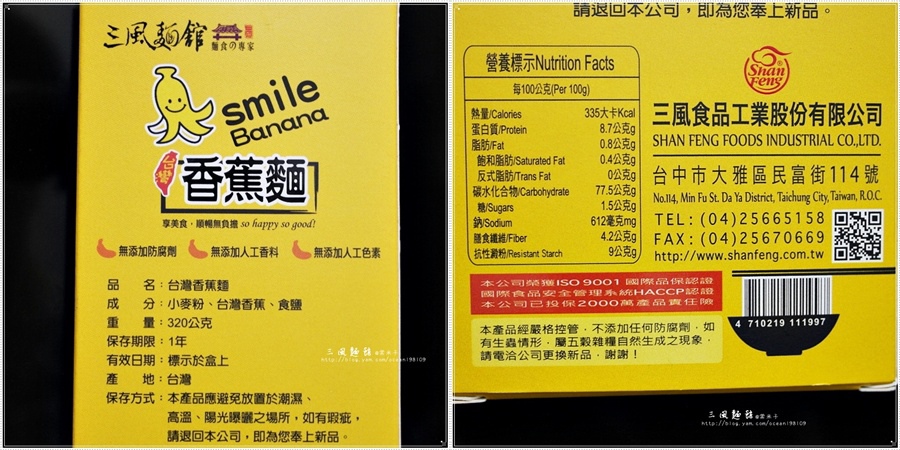 三風麵館
麵食の專家
smile
Banana
台灣
香蕉麵
享美食，順暢無負擔 so happy so good!
無添加防腐劑 無添加人工香料 無添加人工色素
品　　名：台灣香蕉麵
成　　分：小麥粉、台灣香蕉、食鹽
重　　量：320公克
保存期限：1年
有效日期：標示於盒上
產　　地：台灣
保存方式：本產品應避免放置於潮濕、
高溫、陽光曝曬之場所，如有瑕疵，
請退回本公司，即為您奉上新品。
http://blog.yam.com/ocean198109
請退回本公司，即為您奉上新品。
營養標示Nutrition Facts
每100公克(Per 100g)
熱量/Calories 335大卡Kcal
蛋白質/Protein 8.7公克g
脂肪/Fat 0.8公克g
飽和脂肪/Saturated Fat 0.4公克g
反式脂肪/Trans Fat 0公克g
碳水化合物/Carbohydrate 77.5公克g
糖/Sugars 1.5公克g
鈉/Sodium 612毫克mg
膳食纖維/Fiber 4.2公克g
抗性澱粉/Resistant Starch 9公克g
Shan Feng
三風食品工業股份有限公司
SHAN FENG FOODS INDUSTRIAL CO.,LTD.
台中市大雅區民富街114號
No.114, Min Fu St. Da Ya District, Taichung City, Taiwan, R.O.C.
TEL:(04)25665158
FAX:(04)25670669
http://www.shanfeng.com.tw
本公司榮獲ISO 9001 國際品保認證
國際食品安全管理系統HACCP認證
本公司已投保2000萬產品責任險
本產品經嚴格控管，不添加任何防腐劑，如
有生蟲情形，屬五穀雜糧自然生成之現象，
請電洽公司更換新品，謝謝！
4 710219 111997
http://blog.yam.com/ocean198109